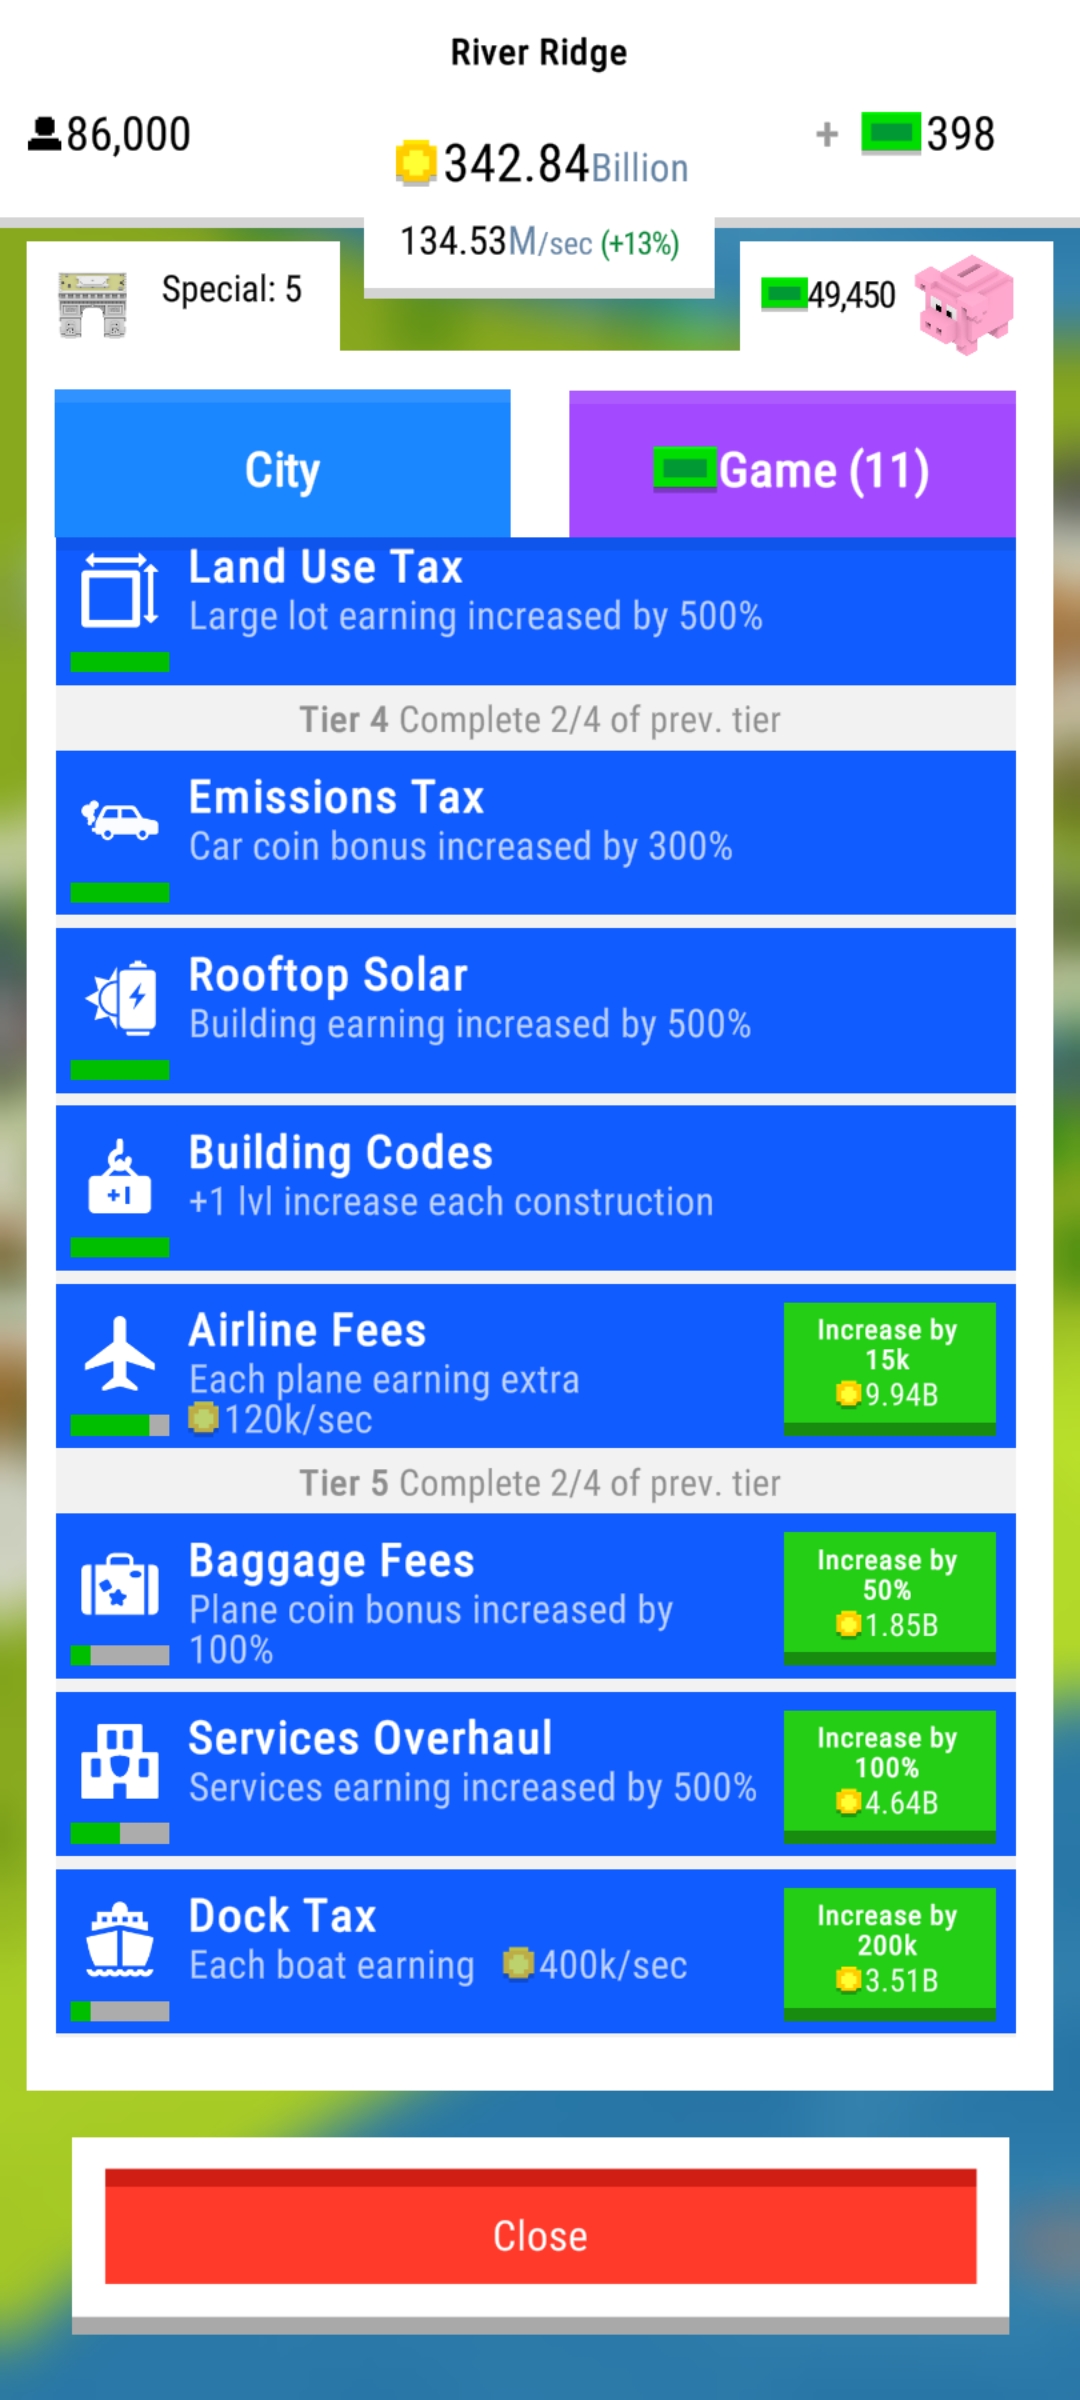 River Ridge
86,000
342.84Billion
+ 398
134.53M/sec (+13%)
Special: 5
49,450
City
Game (11)
Land Use Tax
Large lot earning increased by 500%
Tier 4 Complete 2/4 of prev. tier
Emissions Tax
Car coin bonus increased by 300%
Rooftop Solar
Building earning increased by 500%
Building Codes
+1
+1 lvl increase each construction
Airline Fees
Each plane earning extra
120k/sec
Increase by
15k
9.94B
Tier 5 Complete 2/4 of prev. tier
Baggage Fees
Plane coin bonus increased by
100%
Increase by
50%
1.85B
Services Overhaul
Services earning increased by 500%
Increase by
100%
4.64B
Dock Tax
Each boat earning 400k/sec
Increase by
200k
3.51B
Close